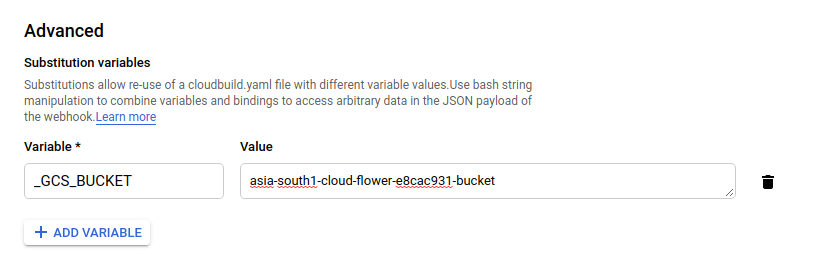 Advanced
Substitution variables
Substitutions allow re-use of a cloudbuild.yaml file with different variable values.Use bash string
manipulation to combine variables and bindings to access arbitrary data in the JSON payload of
the webhook.Learn more
Variable * Value
_GCS_BUCKET asia-south1-cloud-flower-e8cac931-bucket
ADD VARIABLE